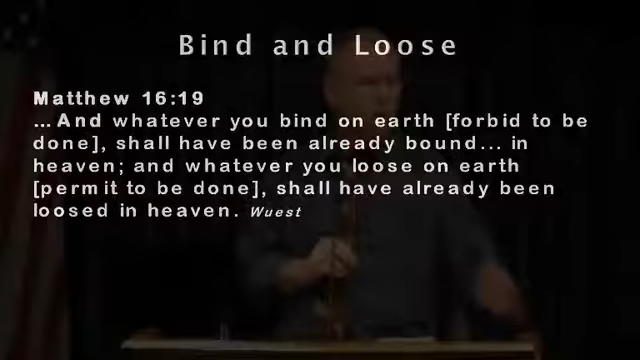 Bind and Loose
Matthew 16:19
...And whatever you bind on earth [forbid to be
done], shall have been already bound... in
heaven; and whatever you loose on earth
[permit to be done], shall have already been
loosed in heaven. Wuest